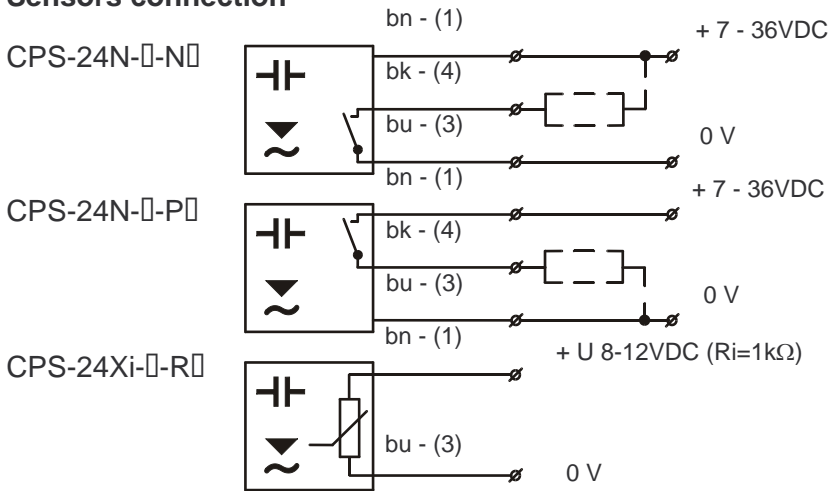 Sensors connection
bn - (1)
+ 7 - 36VDC
CPS-24N-▯-N▯
bk - (4)
bu - (3)
0 V
bn - (1)
+ 7 - 36VDC
CPS-24N-▯-P▯
bk - (4)
bu - (3)
0 V
bn - (1)
+ U 8-12VDC (Ri=1kΩ)
CPS-24Xi-▯-R▯
bu - (3)
0 V